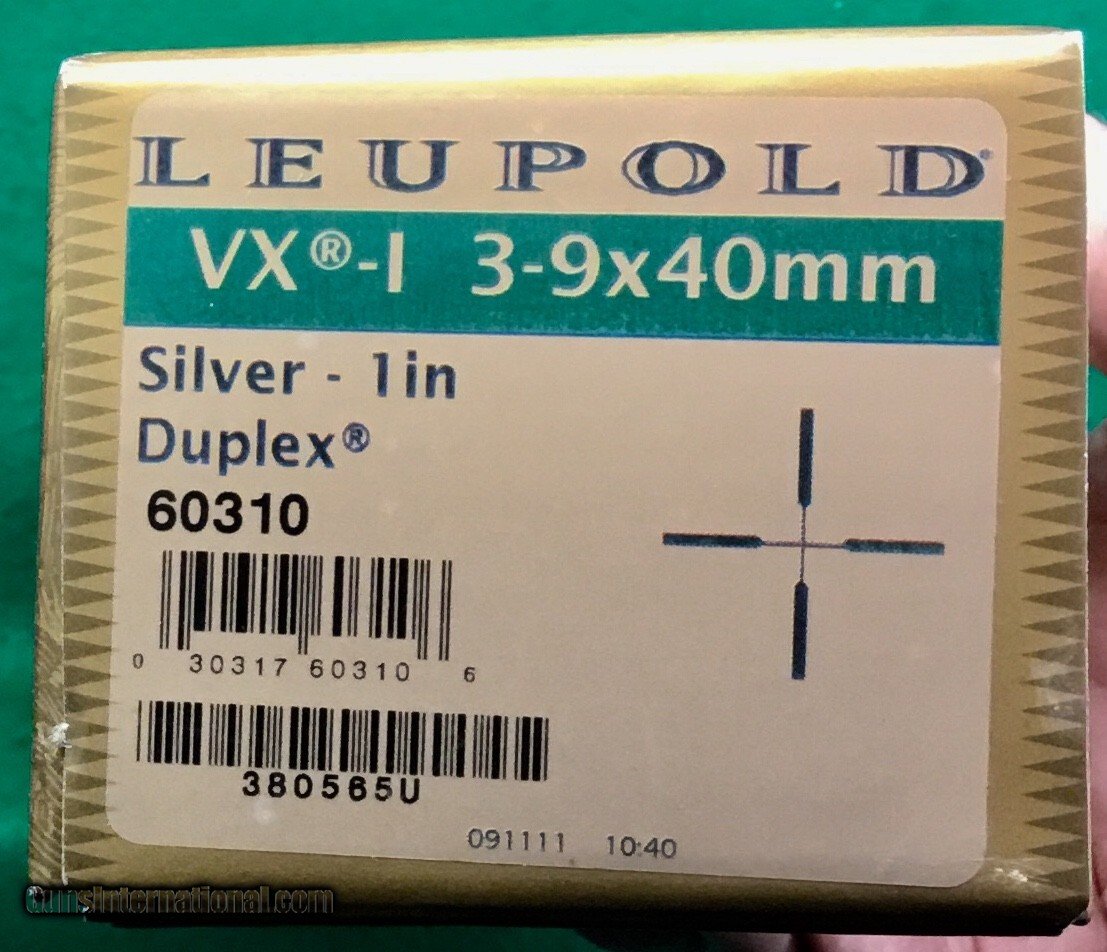 LEUPOLD®
VX®-I 3-9x40mm
Silver - 1in
Duplex®
60310
0 30317 60310 6
380565U
091111 10:40
GunsInternational.com